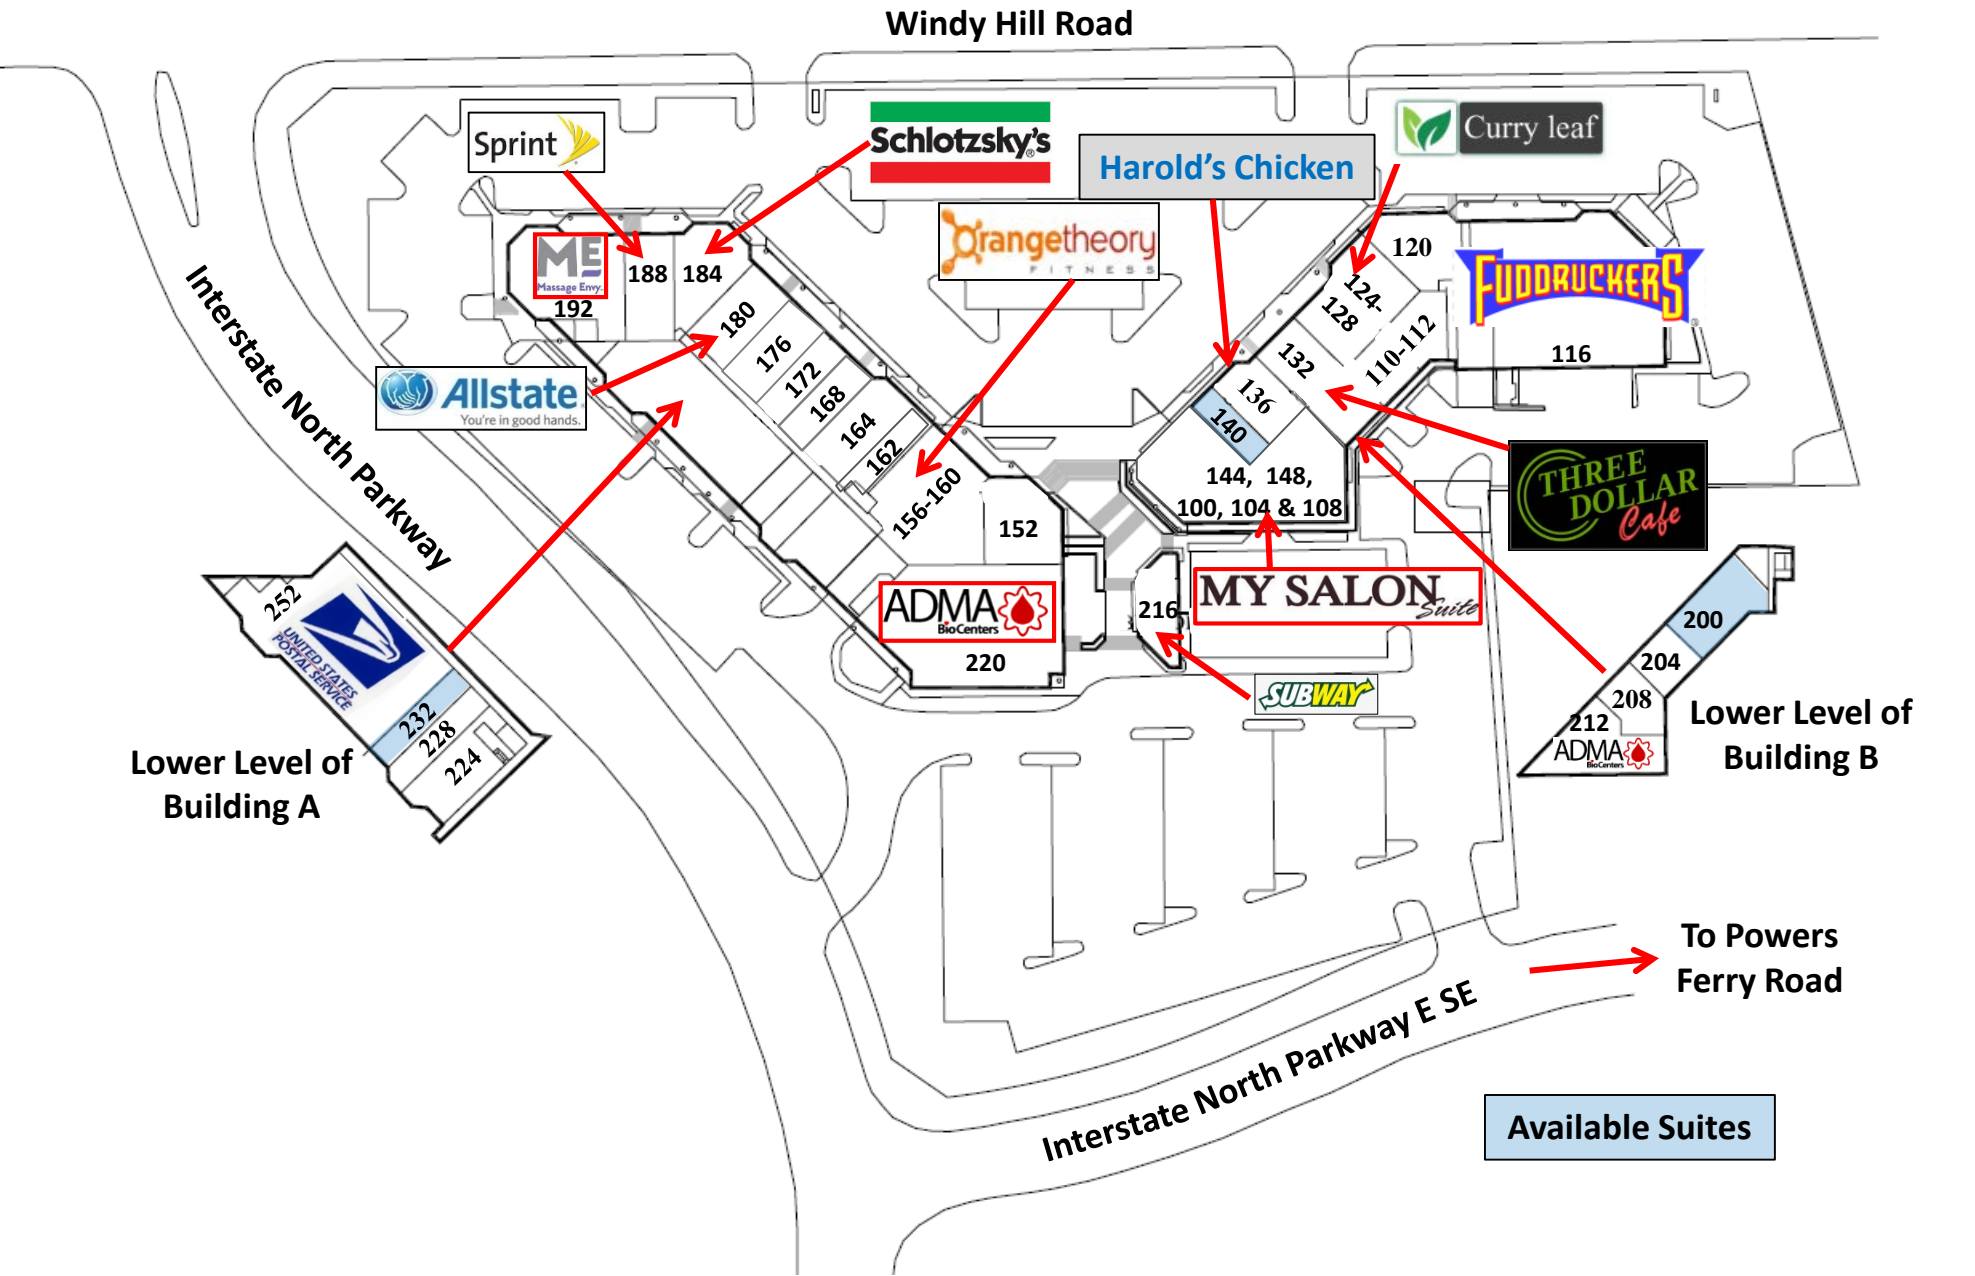 Windy Hill Road
Sprint
Schlotzsky's®
Harold's Chicken
Curry leaf
Orangetheory
FITNESS
ME
Massage Envy
192
188
184
180
176
172
168
164
162
156-160
152
Allstate
You're in good hands.
120
124-
128
110-112
FUDDRUCKERS
116
132
136
140
144, 148,
100, 104 & 108
THREE
DOLLAR
Cafe
MY SALON
Suite
ADMA
BioCenters
220
216
SUBWAY
Interstate North Parkway
252
UNITED STATES
POSTAL SERVICE
232
228
224
Lower Level of
Building A
200
204
208
212
ADMA
BioCenters
Lower Level of
Building B
To Powers
Ferry Road
Interstate North Parkway E SE
Available Suites